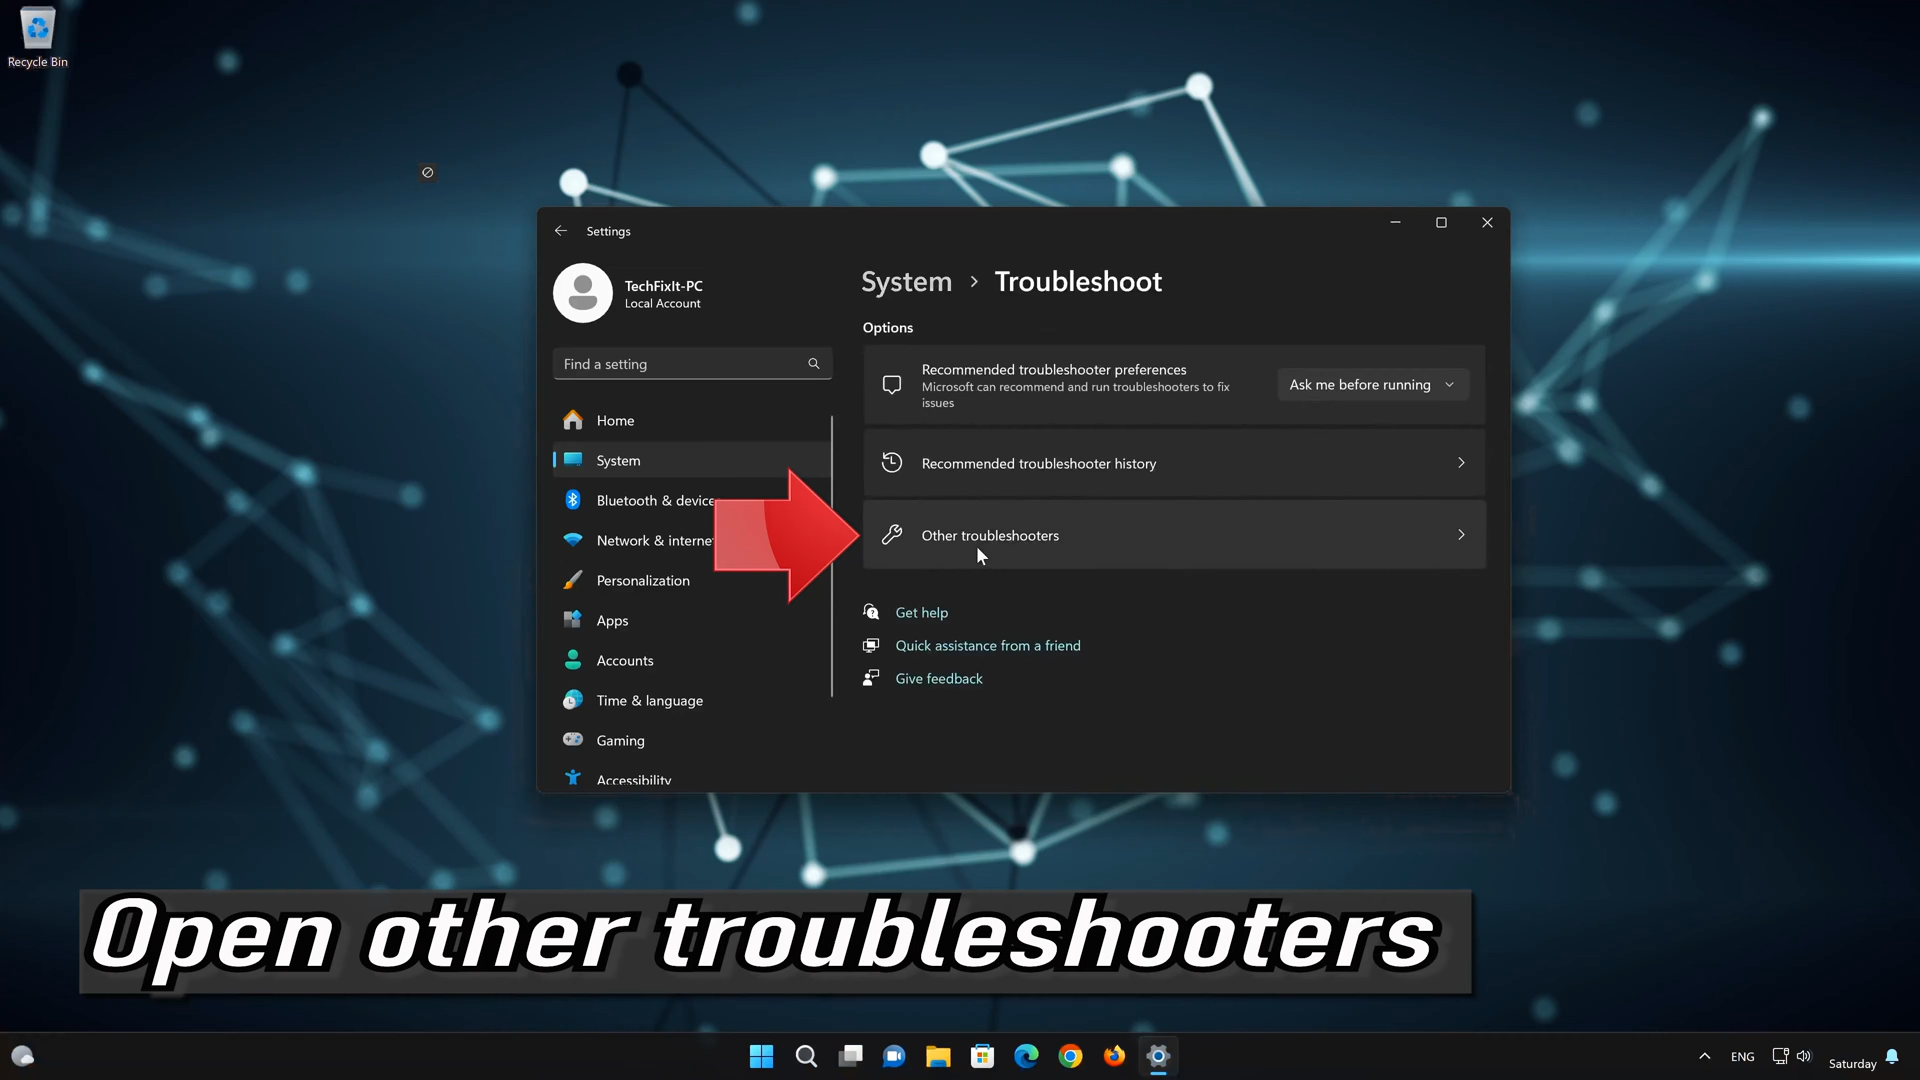 Recycle Bin
Settings
TechFixIt-PC
Local Account
Find a setting
Home
System
Bluetooth & device
Network & interne
Personalization
Apps
Accounts
Time & language
Gaming
Accessibility
System > Troubleshoot
Options
Recommended troubleshooter preferences
Microsoft can recommend and run troubleshooters to fix
issues
Ask me before running
Recommended troubleshooter history
Other troubleshooters
Get help
Quick assistance from a friend
Give feedback
Open other troubleshooters
ENG
Saturday